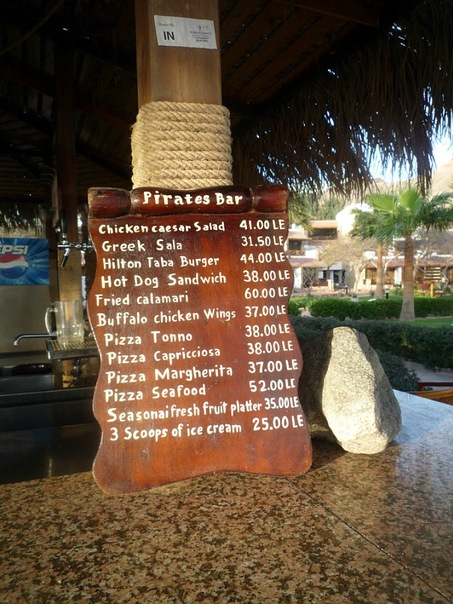 IN
Pirates Bar
Chicken caesar Salad 41.00 LE
Greek Sala 31.50 LE
Hilton Taba Burger 44.00 LE
Hot Dog Sandwich 38.00 LE
Fried calamari 60.00 LE
Buffalo chicken Wings 37.00 LE
Pizza Tonno 38.00 LE
Pizza Capricciosa 38.00 LE
Pizza Margherita 37.00 LE
Pizza Seafood 52.00 LE
Seasonai fresh fruit platter 35.00 LE
3 Scoops of ice cream 25.00 LE
PEPSI